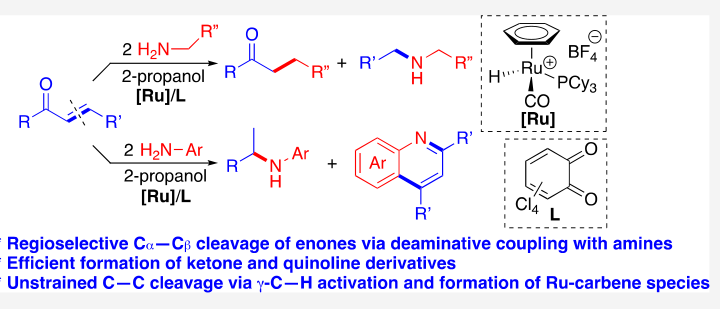 2 H₂N R"
2-propanol
[Ru]/L
O
R R"
+
R' N H R"
O
R R'
2 H₂N–Ar
2-propanol
[Ru]/L
R N H Ar
+
Ar N R'
R'
H Ru ⊕ PCy₃
CO
BF₄ ⊖
[Ru]
O
O
Cl₄ L
* Regioselective Cα—Cβ cleavage of enones via deaminative coupling with amines
* Efficient formation of ketone and quinoline derivatives
* Unstrained C—C cleavage via γ-C—H activation and formation of Ru-carbene species